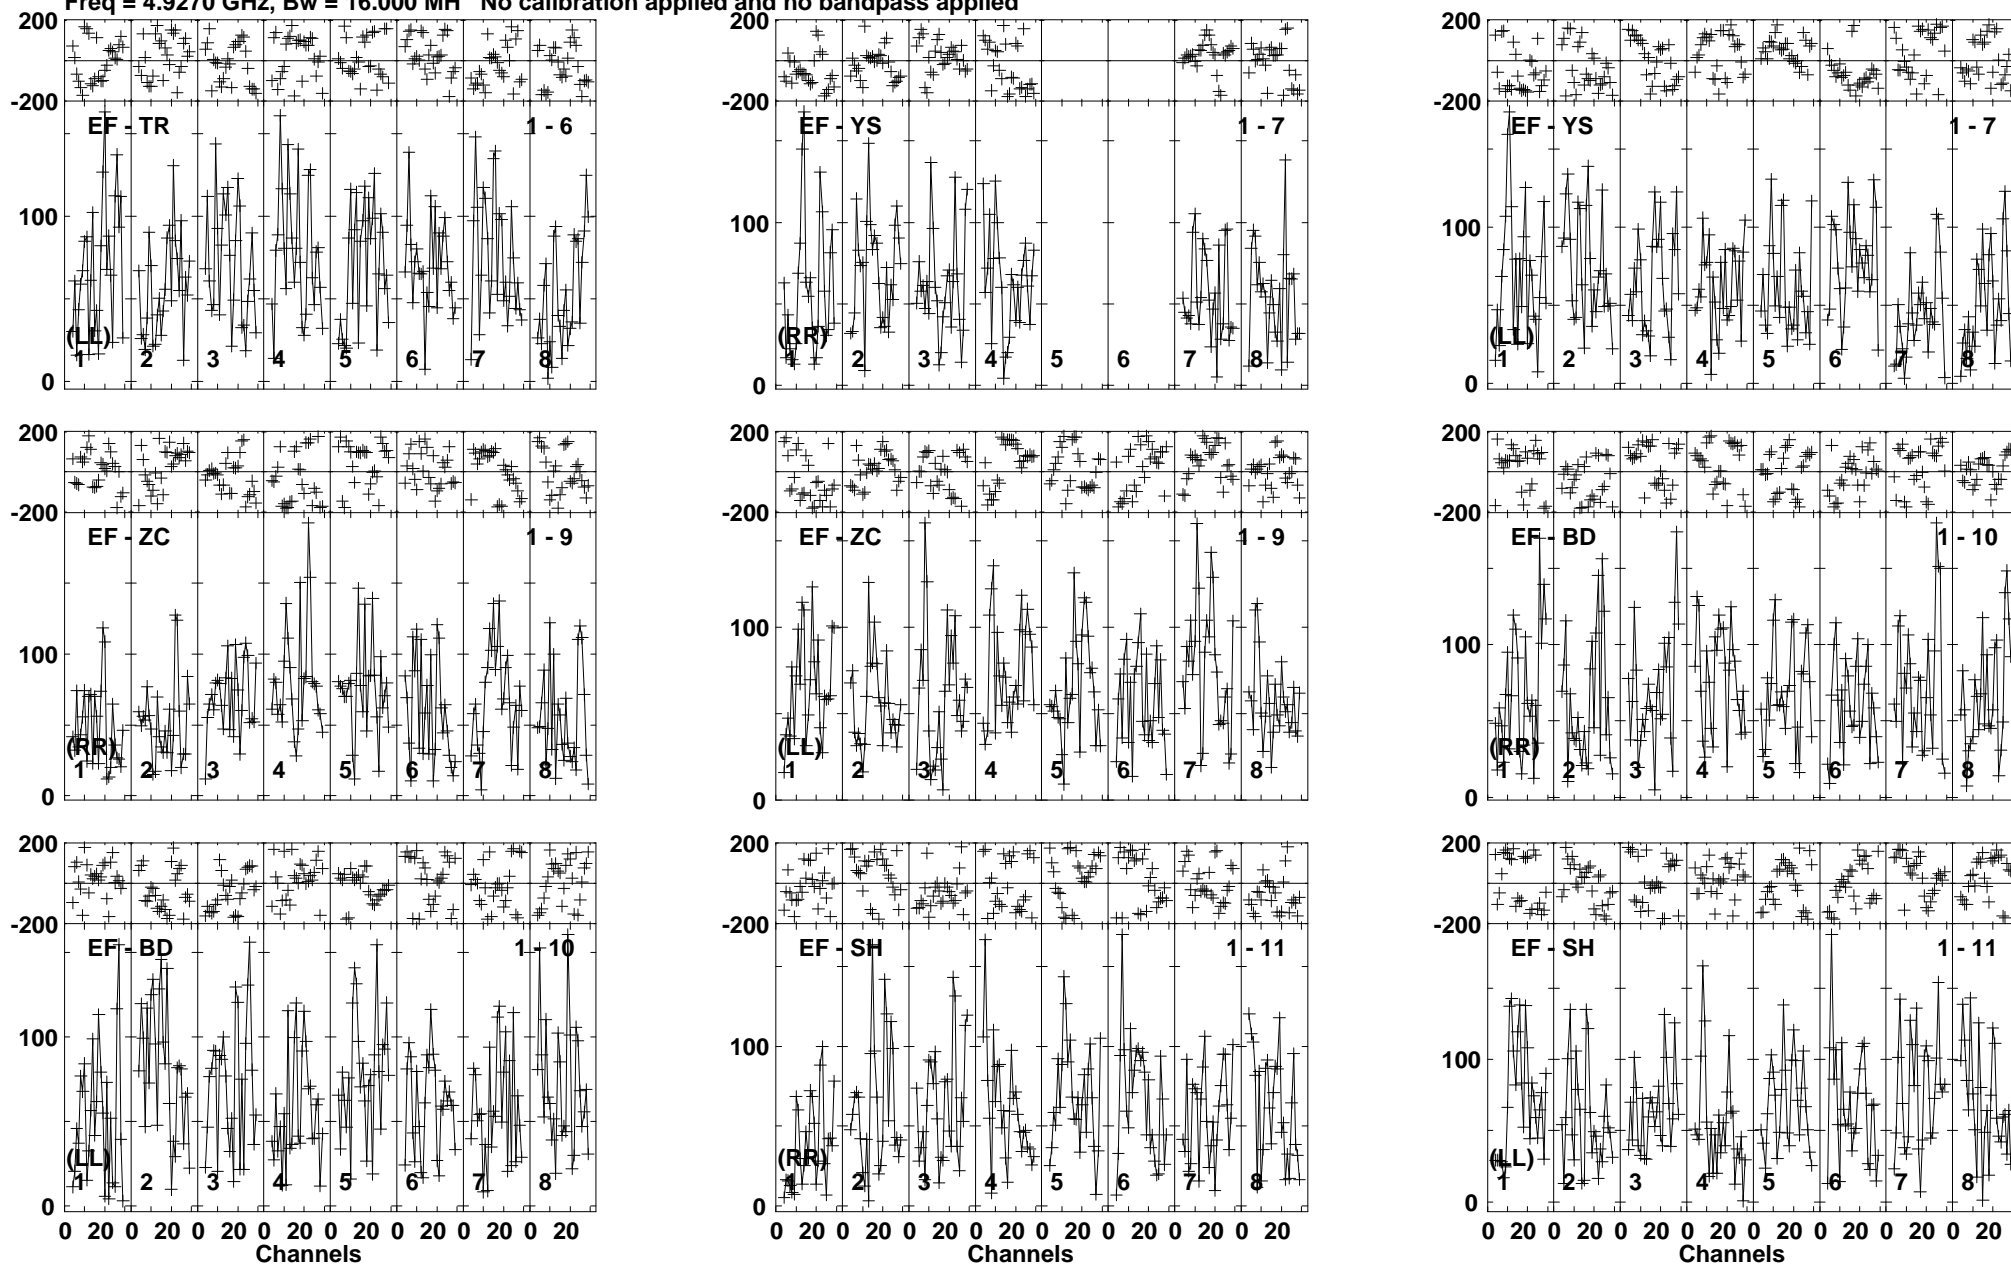 Freq = 4.9270 GHz, Bw = 16.000 MH No calibration applied and no bandpass applied
200 200 200
-200 -200 -200
EF - TR 1 - 6 EF - YS 1 - 7 EF - YS 1 - 7
100 100 100
(LL) (RR) (LL)
1 2 3 4 5 6 7 8 1 2 3 4 5 6 7 8 1 2 3 4 5 6 7 8
0 0 0
200 200 200
-200 -200 -200
EF - ZC 1 - 9 EF - ZC 1 - 9 EF - BD 1 - 10
100 100 100
(RR) (LL) (RR)
1 2 3 4 5 6 7 8 1 2 3 4 5 6 7 8 1 2 3 4 5 6 7 8
0 0 0
200 200 200
-200 -200 -200
EF - BD 1 - 10 EF - SH 1 - 11 EF - SH 1 - 11
100 100 100
(LL) (RR) (LL)
1 2 3 4 5 6 7 8 1 2 3 4 5 6 7 8 1 2 3 4 5 6 7 8
0 0 0
0 20 0 20 0 20 0 20 0 20 0 20 0 20 0 20 0 20 0 20 0 20 0 20 0 20 0 20 0 20 0 20 0 20 0 20 0 20 0 20 0 20 0 20 0 20 0 20
Channels Channels Channels